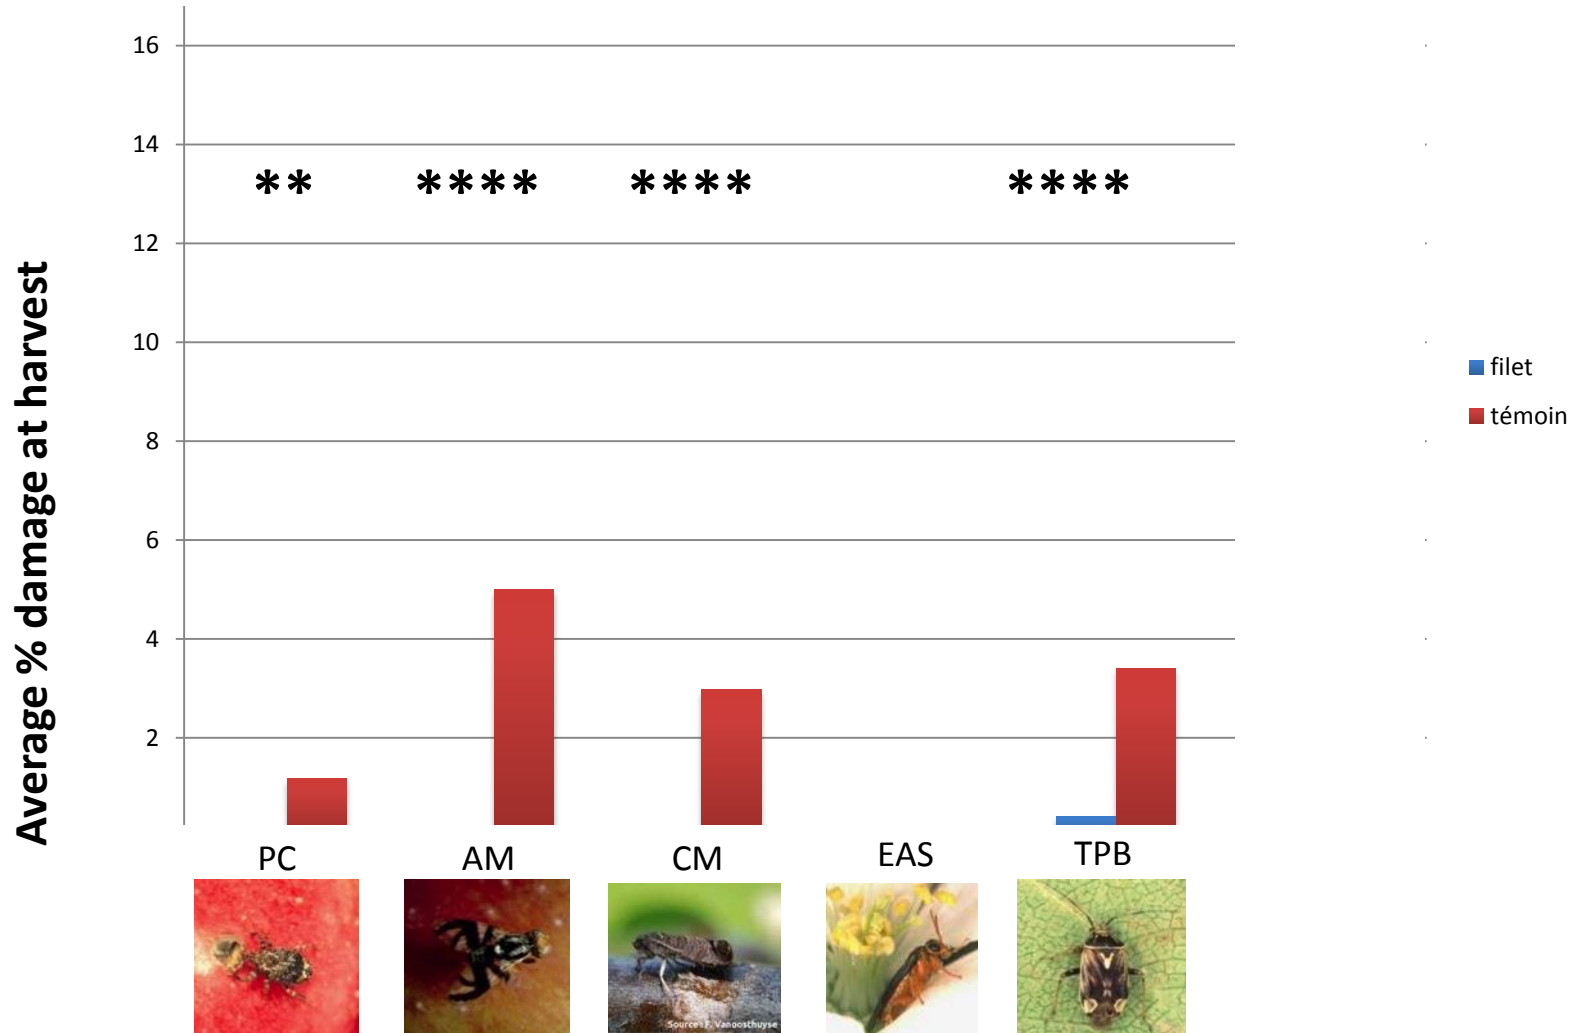 16
14
** **** **** ****
12
10
8
6
4
2
Average % damage at harvest
filet
témoin
PC AM CM EAS TPB
Source: F. Vanoosthuyse